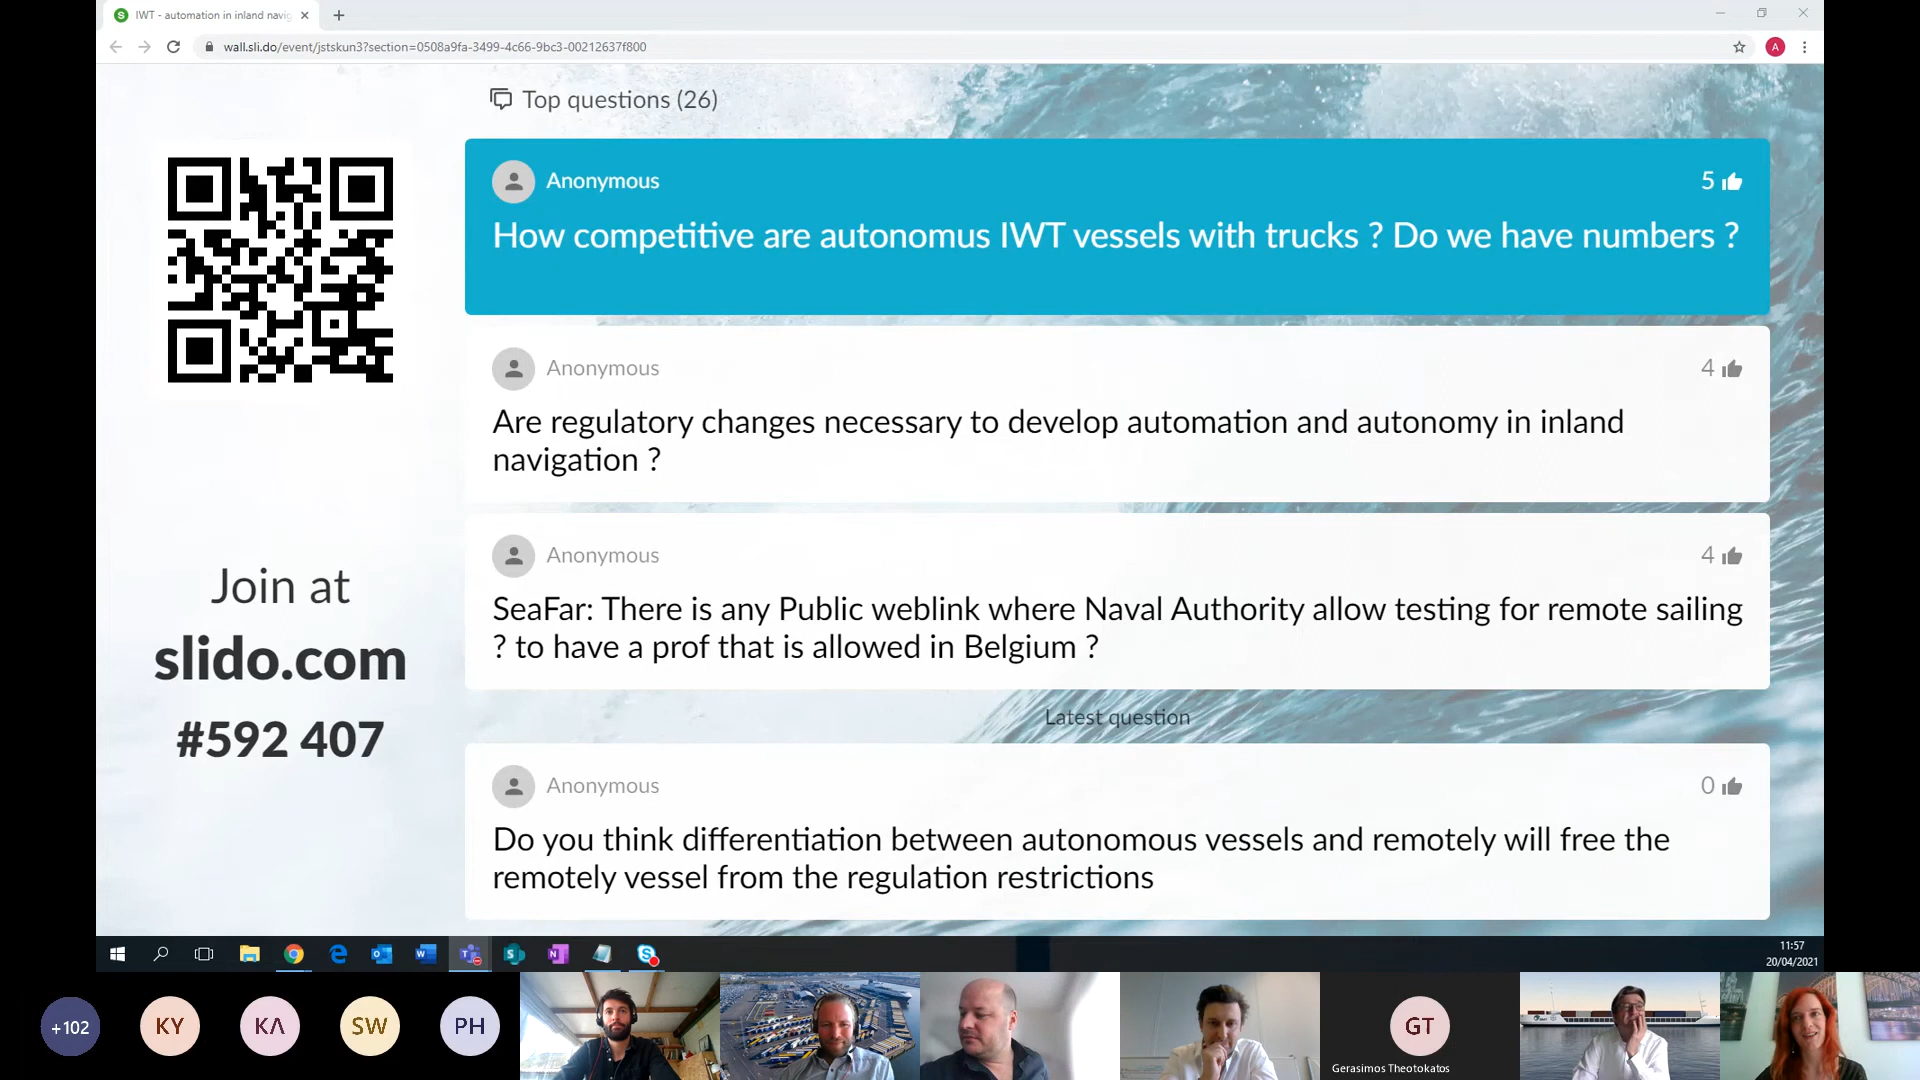 IWT - automation in inland navig
wall.sli.do/event/jstskun3?section=0508a9fa-3499-4c66-9bc3-00212637f800
A
Top questions (26)
Anonymous
5
How competitive are autonomus IWT vessels with trucks ? Do we have numbers ?
Anonymous
4
Are regulatory changes necessary to develop automation and autonomy in inland
navigation ?
Anonymous
4
SeaFar: There is any Public weblink where Naval Authority allow testing for remote sailing
? to have a prof that is allowed in Belgium ?
Latest question
Anonymous
0
Do you think differentiation between autonomous vessels and remotely will free the
remotely vessel from the regulation restrictions
Join at
slido.com
#592 407
11:57
20/04/2021
+102
KY
KΛ
SW
PH
GT
Gerasimos Theotokatos